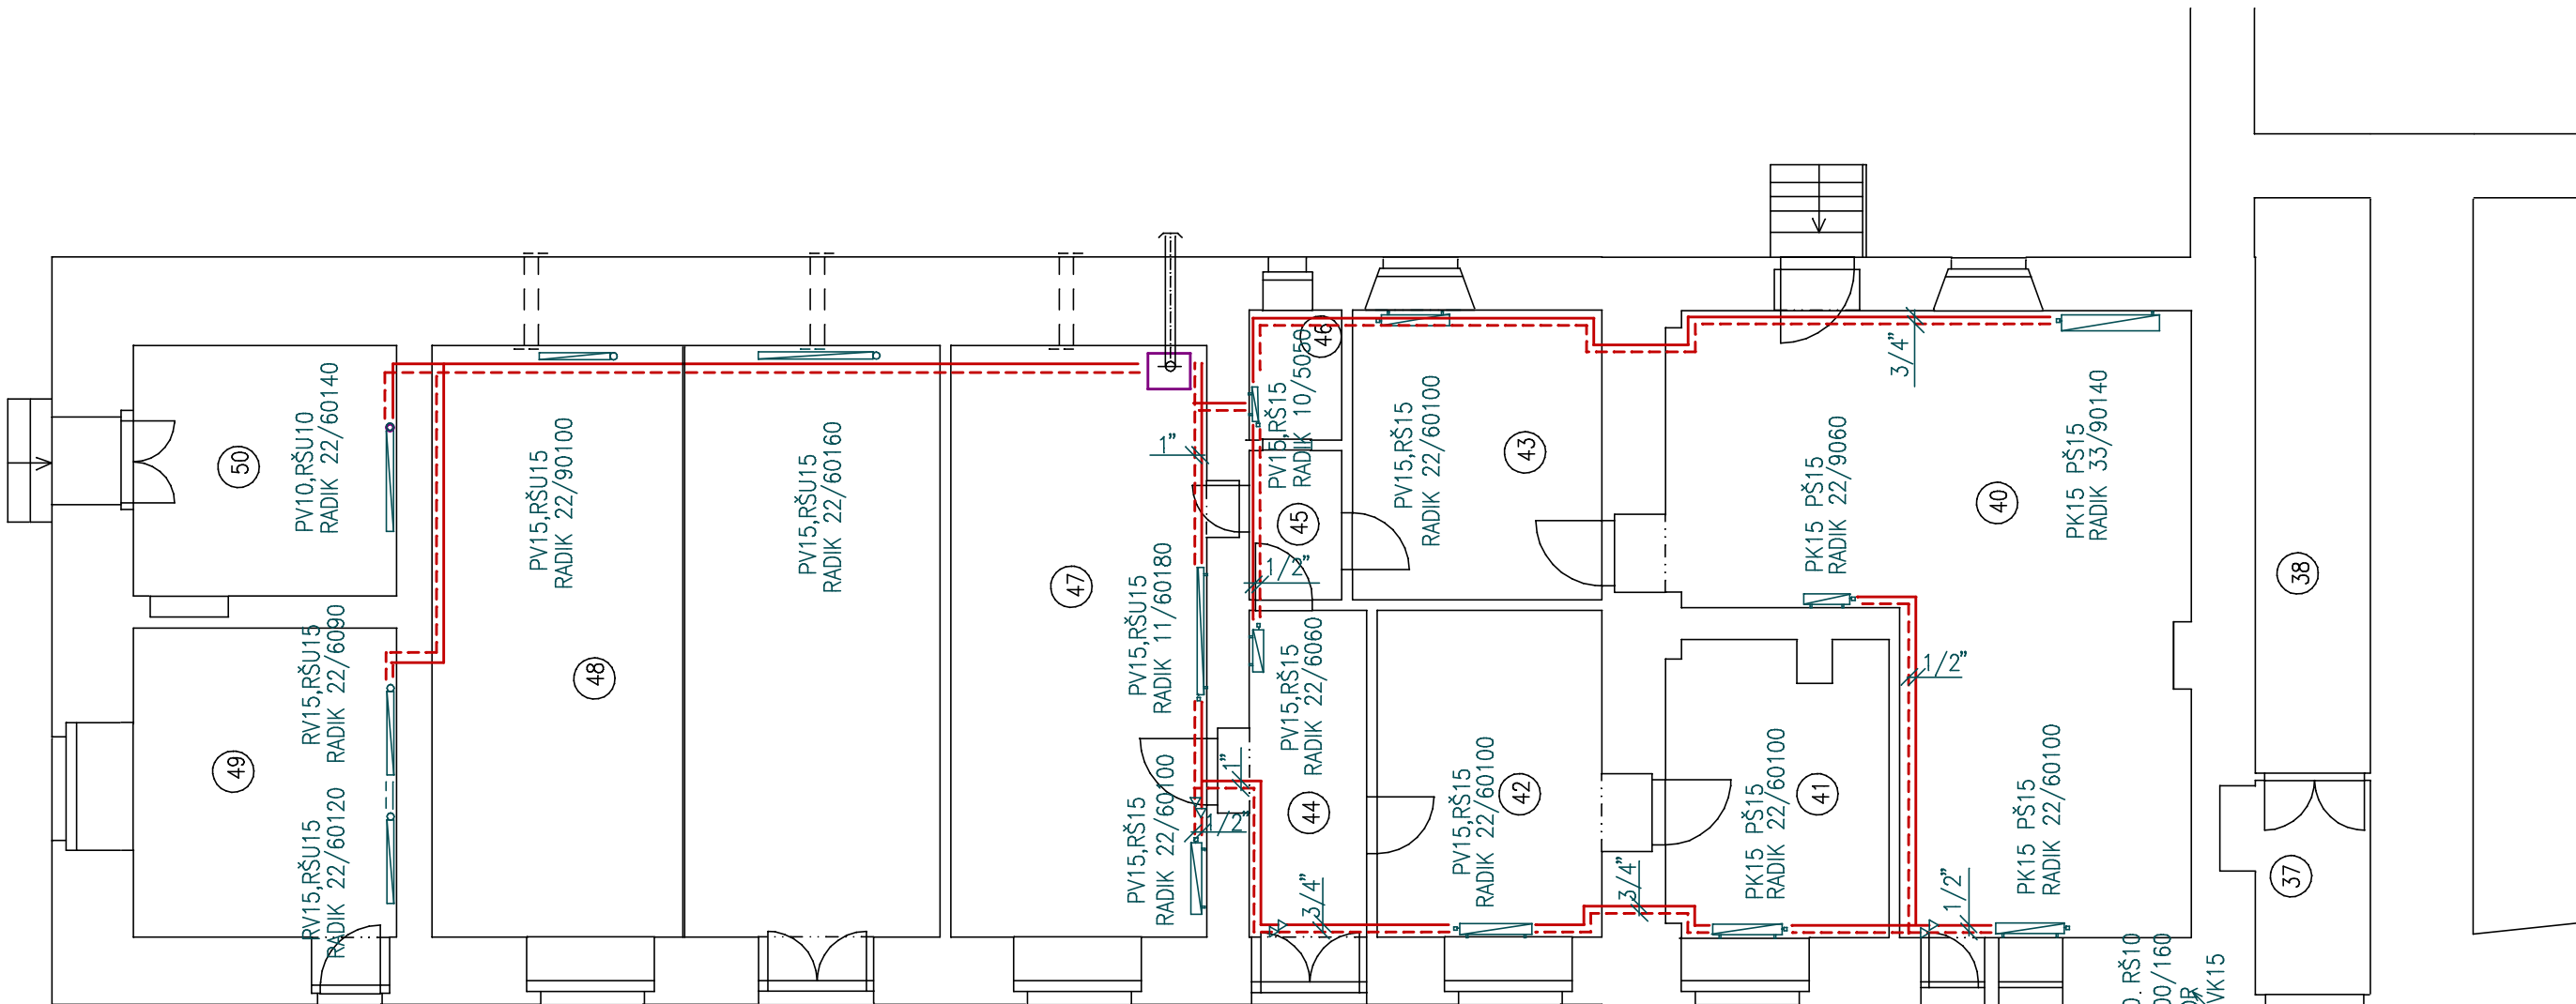 50
PV10,RŠU10
RADIK 22/60140
49
RV15,RŠU15
RADIK 22/6090
RV15,RŠU15
RADIK 22/60120
PV15,RŠU15
RADIK 22/90100
48
PV15,RŠU15
RADIK 22/60160
47
1"
PV15,RŠU15
RADIK 11/60180
PV15,RŠ15
RADIK 22/60100
1"
1/2"
46
PV15,RŠ15
RADIK 10/5050
45
1/2"
PV15,RŠ15
RADIK 22/6060
44
3/4"
PV15,RŠ15
RADIK 22/60100
43
PV15,RŠ15
RADIK 22/60100
42
3/4"
PK15 PŠ15
RADIK 22/60100
41
3/4"
PK15 PŠ15
RADIK 22/9060
40
PK15 PŠ15
RADIK 33/90140
1/2"
PK15 PŠ15
RADIK 22/60100
1/2"
38
37
RŠ10
00/160
VK15